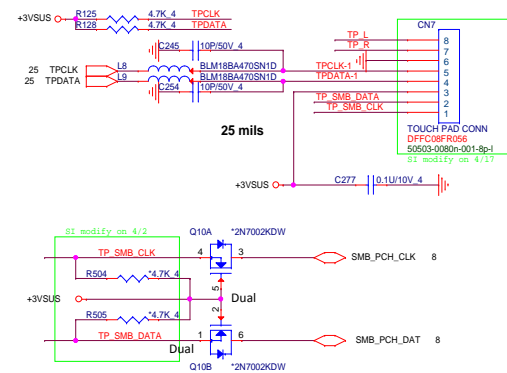 R125 4.7K_4 TPCLK
+3VSUS
R128 4.7K_4 TPDATA
CN7
C245 10P/50V_4
TP_L 8
TP_R 7
6
25 TPCLK L8 BLM18BA470SN1D TPCLK-1 5
25 TPDATA L9 BLM18BA470SN1D TPDATA-1 4
3
C254 10P/50V_4
TP_SMB_DATA 2
TP_SMB_CLK 1
25 mils
TOUCH PAD CONN
DFFC08FR056
50503-0080n-001-8p-l
SI modify on 4/17
+3VSUS C277 0.1U/10V_4
SI modify on 4/2
Q10A *2N7002KDW
TP_SMB_CLK 4 3 SMB_PCH_CLK 8
R504 *4.7K_4
5
+3VSUS Dual
R505 *4.7K_4
2
TP_SMB_DATA 1 6 SMB_PCH_DAT 8
Dual
Q10B *2N7002KDW